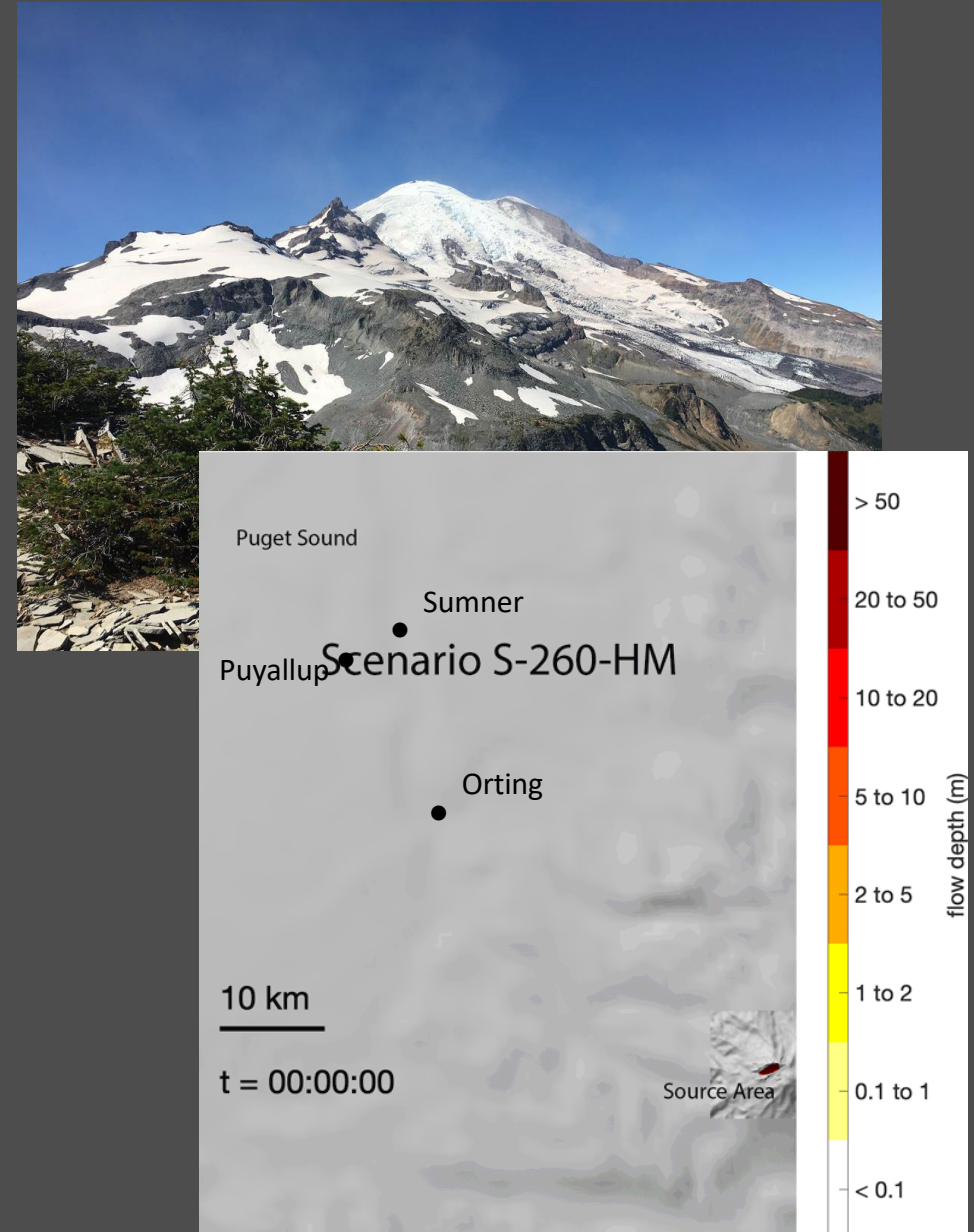 Puget Sound
Sumner
Puyallup
Scenario S-260-HM
Orting
10 km
t = 00:00:00
Source Area
> 50
20 to 50
10 to 20
5 to 10
2 to 5
1 to 2
0.1 to 1
< 0.1
flow depth (m)